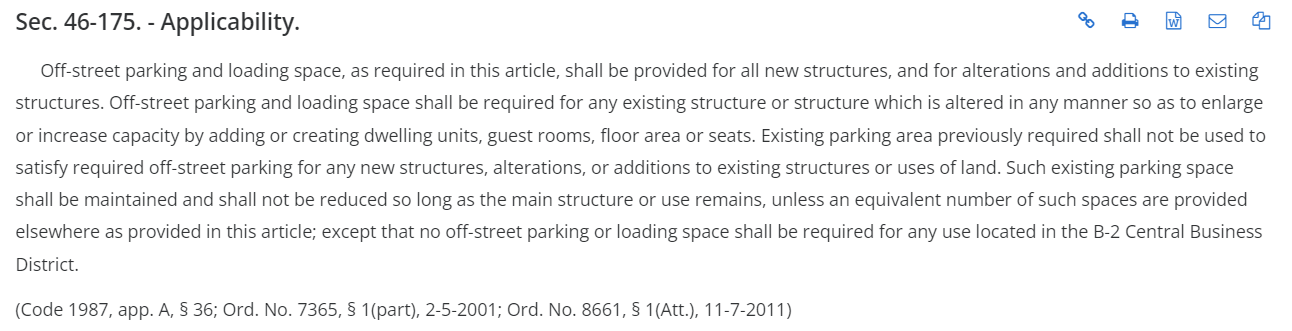 Sec. 46-175. - Applicability.
Off-street parking and loading space, as required in this article, shall be provided for all new structures, and for alterations and additions to existing
structures. Off-street parking and loading space shall be required for any existing structure or structure which is altered in any manner so as to enlarge
or increase capacity by adding or creating dwelling units, guest rooms, floor area or seats. Existing parking area previously required shall not be used to
satisfy required off-street parking for any new structures, alterations, or additions to existing structures or uses of land. Such existing parking space
shall be maintained and shall not be reduced so long as the main structure or use remains, unless an equivalent number of such spaces are provided
elsewhere as provided in this article; except that no off-street parking or loading space shall be required for any use located in the B-2 Central Business
District.
(Code 1987, app. A, § 36; Ord. No. 7365, § 1(part), 2-5-2001; Ord. No. 8661, § 1(Att.), 11-7-2011)